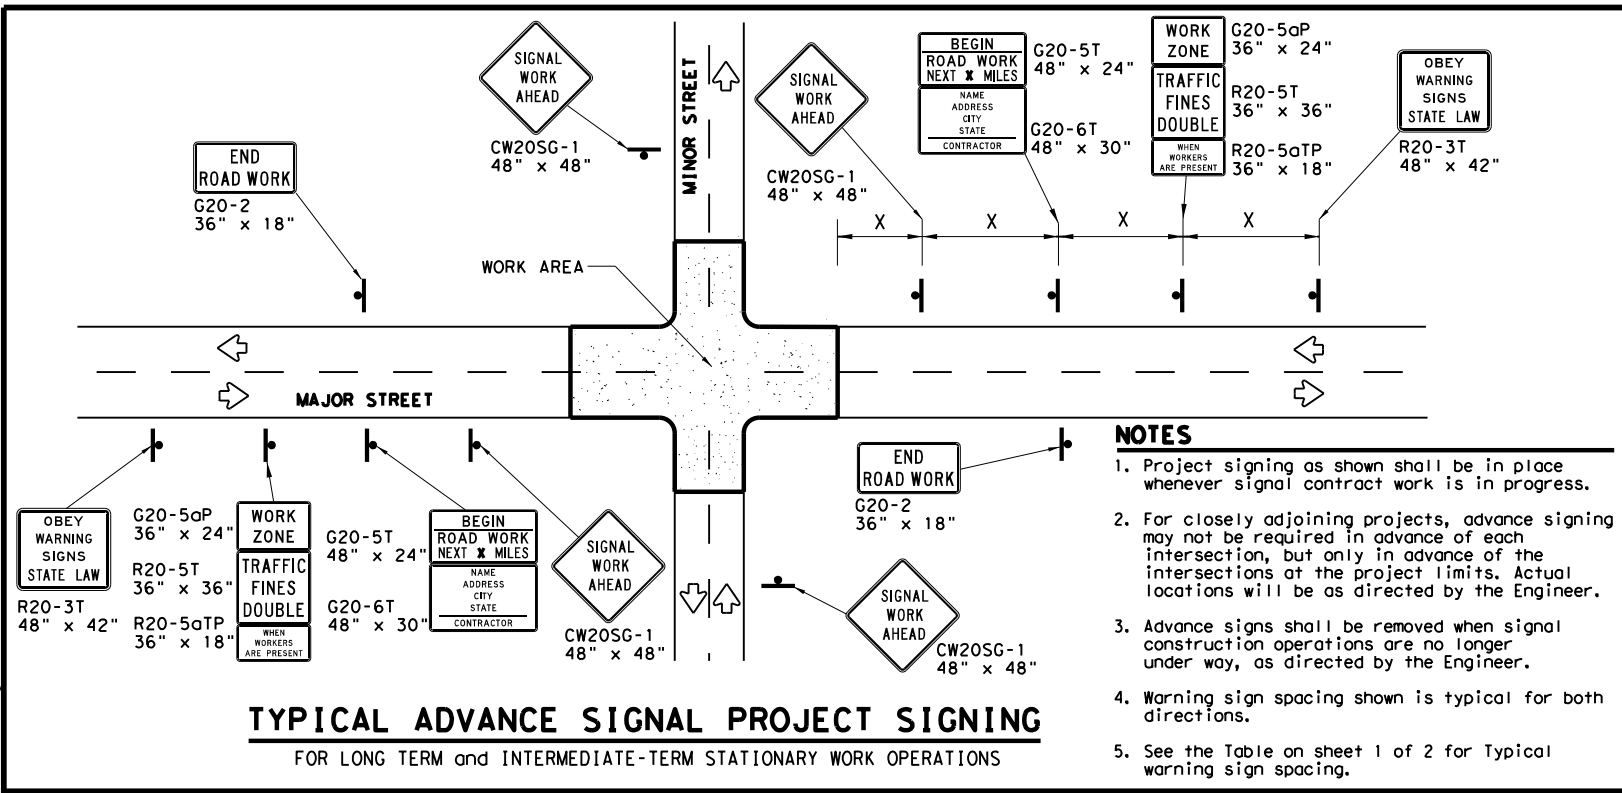 SIGNAL
WORK
AHEAD
CW20SG-1
48" x 48"
END
ROAD WORK
G20-2
36" x 18"
WORK AREA
MINOR STREET
SIGNAL
WORK
AHEAD
CW20SG-1
48" x 48"
BEGIN
ROAD WORK
NEXT X MILES
NAME
ADDRESS
CITY
STATE
CONTRACTOR
G20-5T
48" x 24"
G20-6T
48" x 30"
WORK
ZONE
TRAFFIC
FINES
DOUBLE
WHEN
WORKERS
ARE PRESENT
G20-5aP
36" x 24"
R20-5T
36" x 36"
R20-5aTP
36" x 18"
OBEY
WARNING
SIGNS
STATE LAW
R20-3T
48" x 42"
X X X X
MAJOR STREET
OBEY
WARNING
SIGNS
STATE LAW
R20-3T
48" x 42"
G20-5aP
36" x 24"
R20-5T
36" x 36"
R20-5aTP
36" x 18"
WORK
ZONE
TRAFFIC
FINES
DOUBLE
WHEN
WORKERS
ARE PRESENT
G20-5T
48" x 24"
G20-6T
48" x 30"
BEGIN
ROAD WORK
NEXT X MILES
NAME
ADDRESS
CITY
STATE
CONTRACTOR
SIGNAL
WORK
AHEAD
CW20SG-1
48" x 48"
END
ROAD WORK
G20-2
36" x 18"
SIGNAL
WORK
AHEAD
CW20SG-1
48" x 48"
NOTES
1. Project signing as shown shall be in place
whenever signal contract work is in progress.
2. For closely adjoining projects, advance signing
may not be required in advance of each
intersection, but only in advance of the
intersections at the project limits. Actual
locations will be as directed by the Engineer.
3. Advance signs shall be removed when signal
construction operations are no longer
under way, as directed by the Engineer.
4. Warning sign spacing shown is typical for both
directions.
5. See the Table on sheet 1 of 2 for Typical
warning sign spacing.
TYPICAL ADVANCE SIGNAL PROJECT SIGNING
FOR LONG TERM and INTERMEDIATE-TERM STATIONARY WORK OPERATIONS